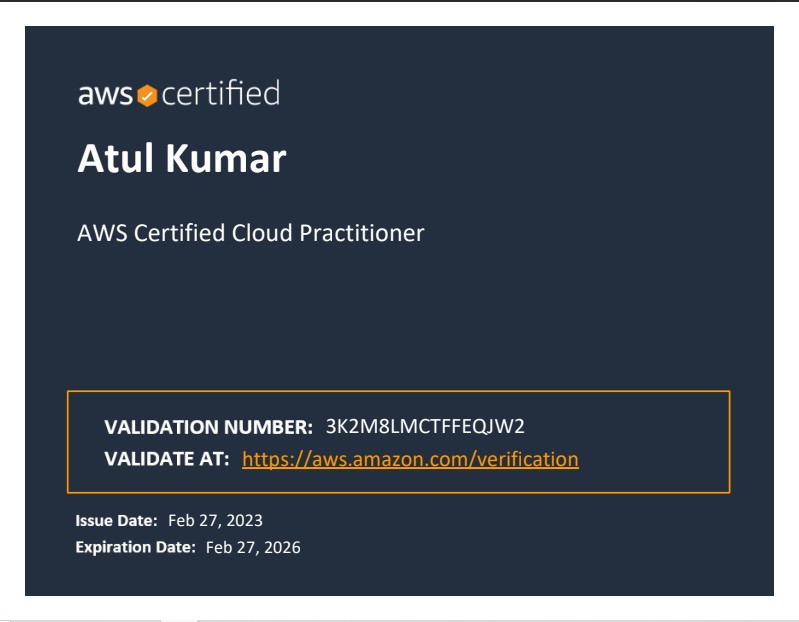 aws certified
Atul Kumar
AWS Certified Cloud Practitioner
VALIDATION NUMBER: 3K2M8LMCTFFEQJW2
VALIDATE AT: https://aws.amazon.com/verification
Issue Date: Feb 27, 2023
Expiration Date: Feb 27, 2026